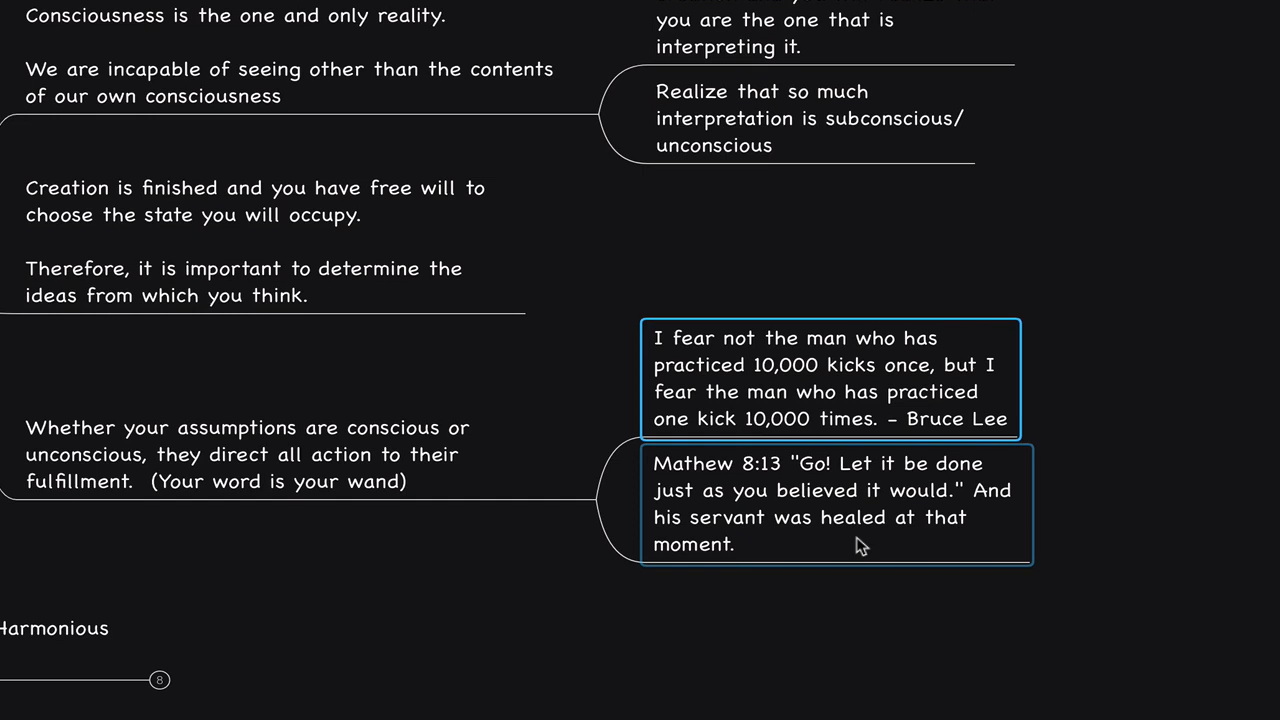 Consciousness is the one and only reality.
We are incapable of seeing other than the contents
of our own consciousness
you are the one that is
interpreting it.
Realize that so much
interpretation is subconscious/
unconscious
Creation is finished and you have free will to
choose the state you will occupy.
Therefore, it is important to determine the
ideas from which you think.
Whether your assumptions are conscious or
unconscious, they direct all action to their
fulfillment. (Your word is your wand)
I fear not the man who has
practiced 10,000 kicks once, but I
fear the man who has practiced
one kick 10,000 times. - Bruce Lee
Mathew 8:13 "Go! Let it be done
just as you believed it would." And
his servant was healed at that
moment.
Harmonious
8